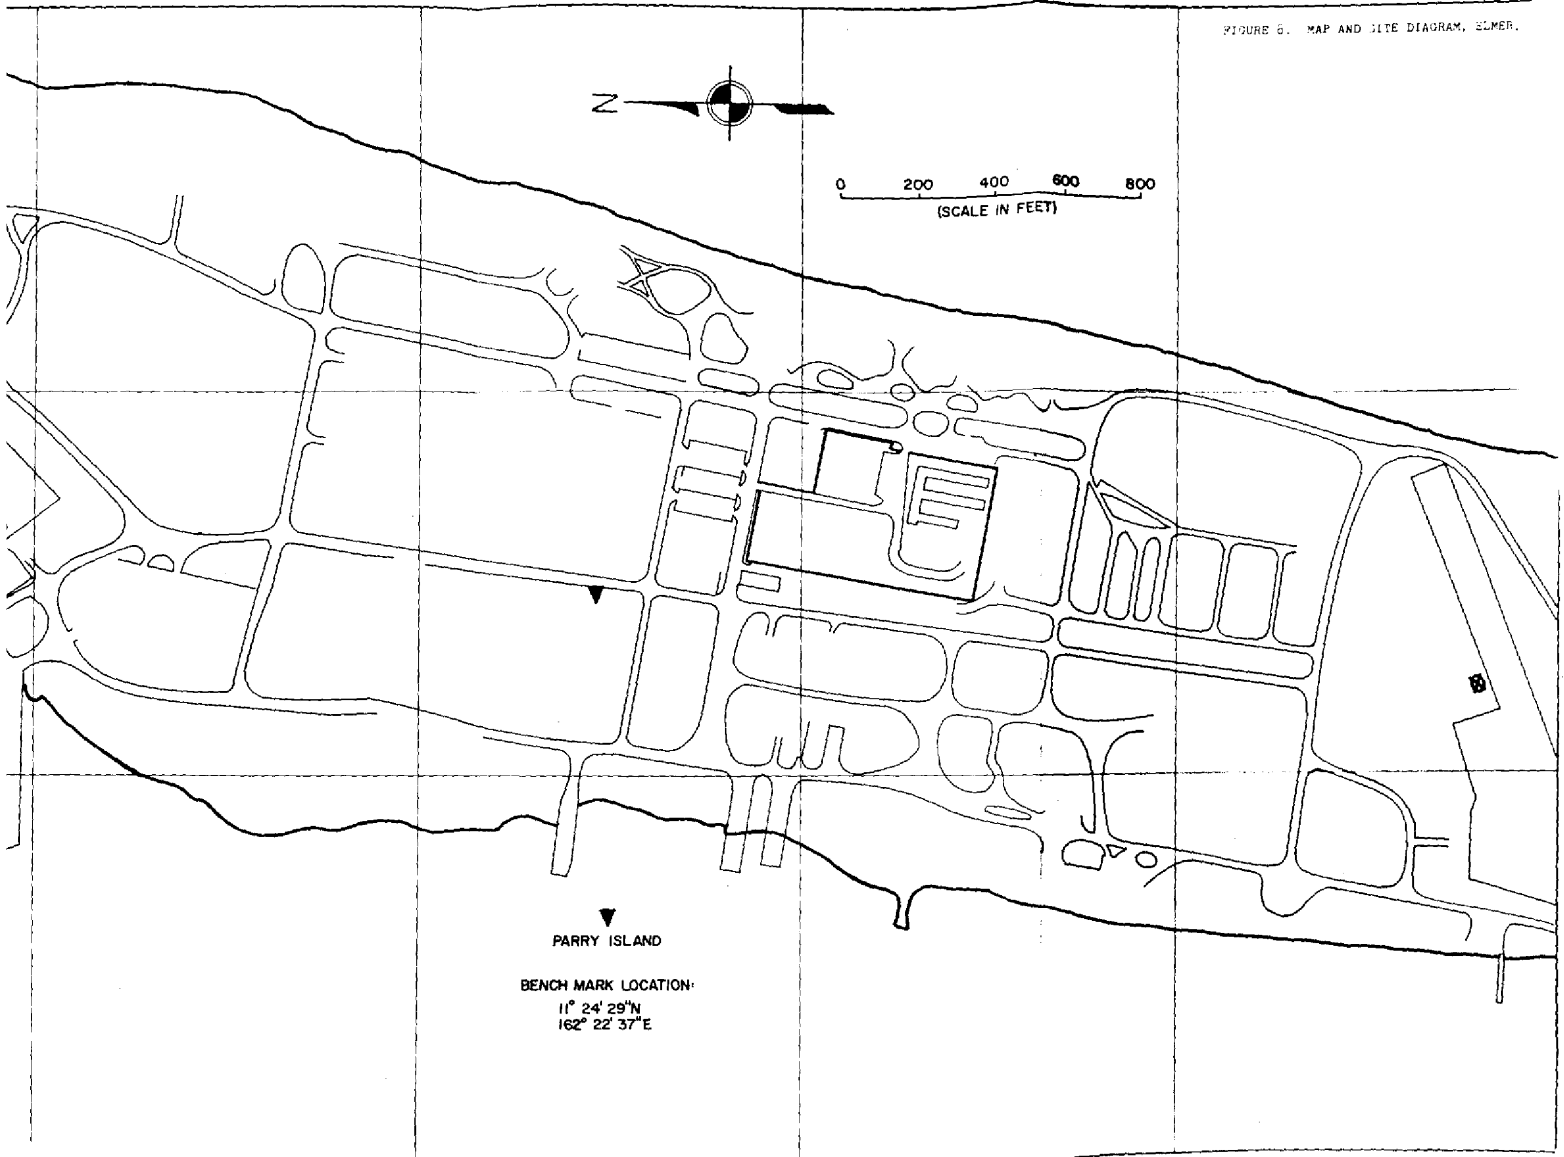 FIGURE 6. MAP AND SITE DIAGRAM, ELMER.
N
0 200 400 600 800
(SCALE IN FEET)
PARRY ISLAND
BENCH MARK LOCATION:
11° 24' 29"N
162° 22' 37"E